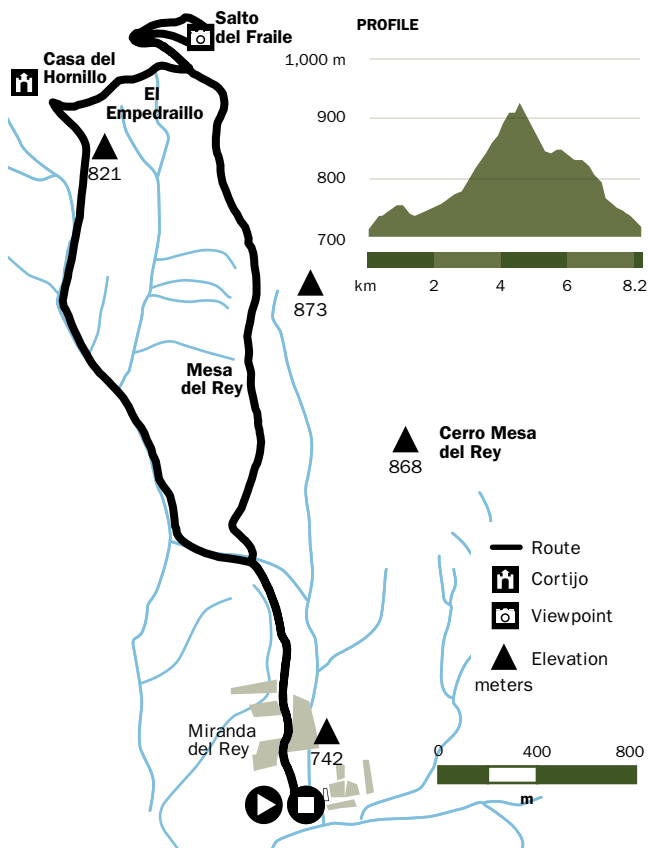 Salto
del Fraile
PROFILE
Casa del
Hornillo
El
Empedraillo
821
1,000 m
900
800
700
km
2
4
6
8.2
873
Mesa
del Rey
Cerro Mesa
del Rey
868
Route
Cortijo
Viewpoint
Elevation
meters
Miranda
del Rey
742
0
400
800
m